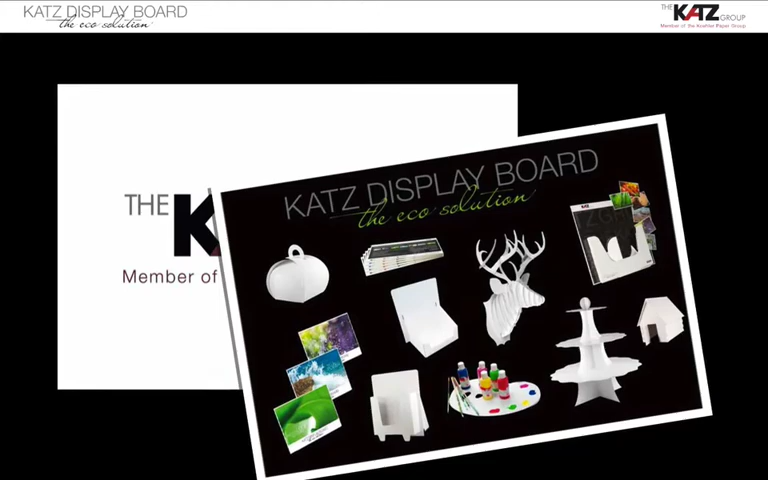 KATZ DISPLAY BOARD
the eco solution
THE KATZ GROUP
Member of the Koehler Paper Group
THE K
Member of
KATZ DISPLAY BOARD
the eco solution